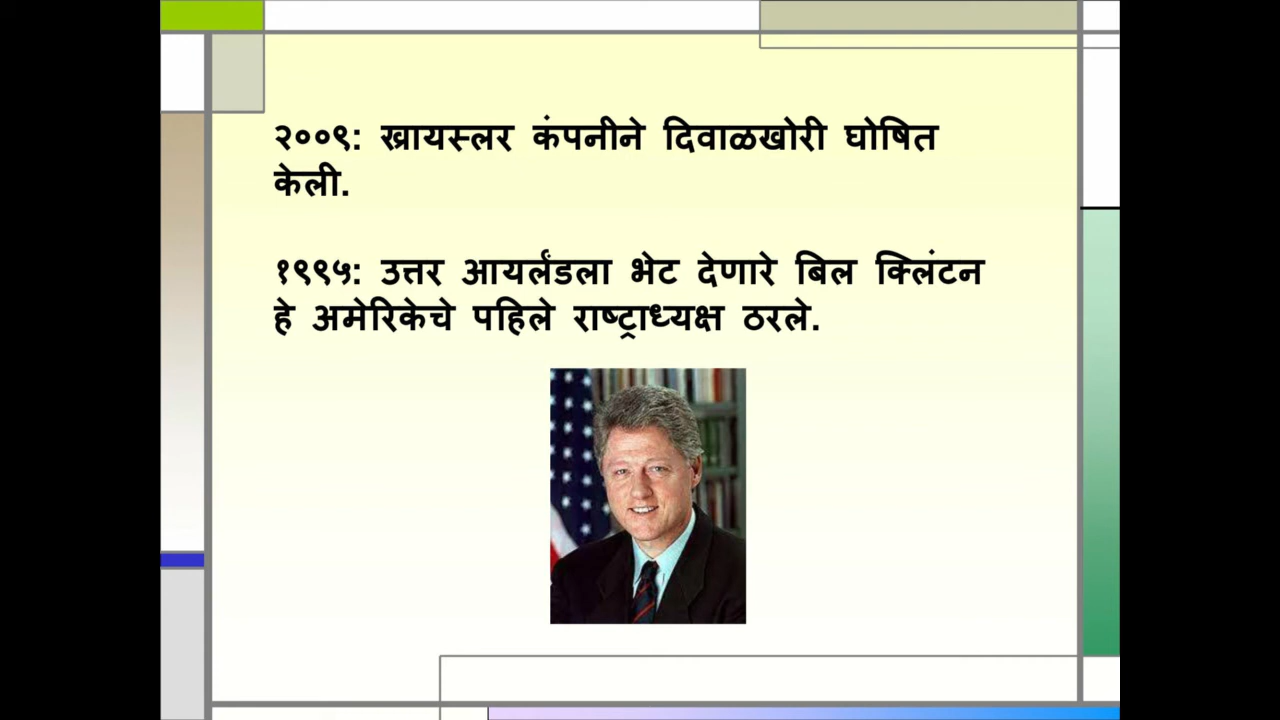 २००९: ख्रायस्लर कंपनीने दिवाळखोरी घोषित
केली.
१९९५: उत्तर आयर्लंडला भेट देणारे बिल क्लिंटन
हे अमेरिकेचे पहिले राष्ट्राध्यक्ष ठरले.